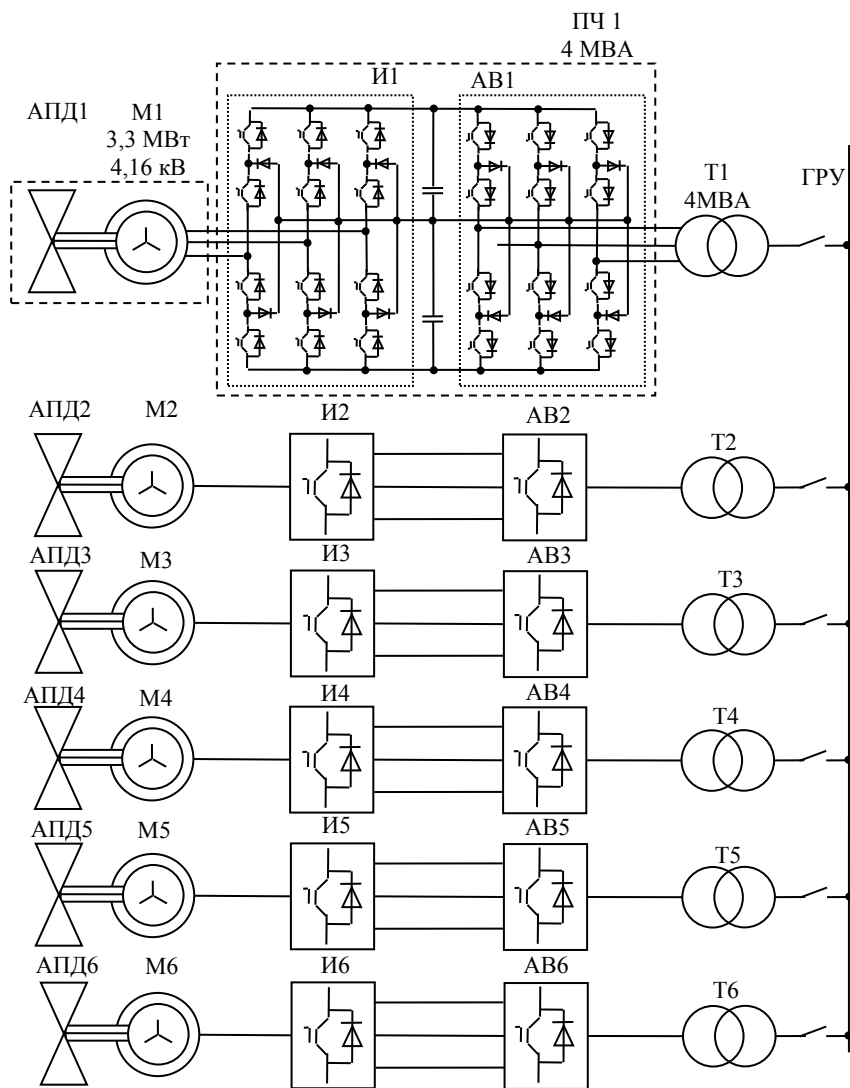 ПЧ 1
4 МВА
И1
АВ1
АПД1
М1
3,3 МВт
4,16 кВ
Т1
4МВА
ГРУ
АПД2
М2
И2
АВ2
Т2
АПД3
М3
И3
АВ3
Т3
АПД4
М4
И4
АВ4
Т4
АПД5
М5
И5
АВ5
Т5
АПД6
М6
И6
АВ6
Т6